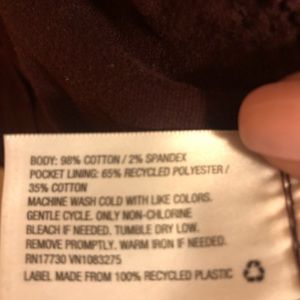 BODY: 98% COTTON / 2% SPANDEX
POCKET LINING: 65% RECYCLED POLYESTER /
35% COTTON
MACHINE WASH COLD WITH LIKE COLORS.
GENTLE CYCLE. ONLY NON-CHLORINE
BLEACH IF NEEDED. TUMBLE DRY LOW.
REMOVE PROMPTLY. WARM IRON IF NEEDED.
RN17730 VN1083275
LABEL MADE FROM 100% RECYCLED PLASTIC